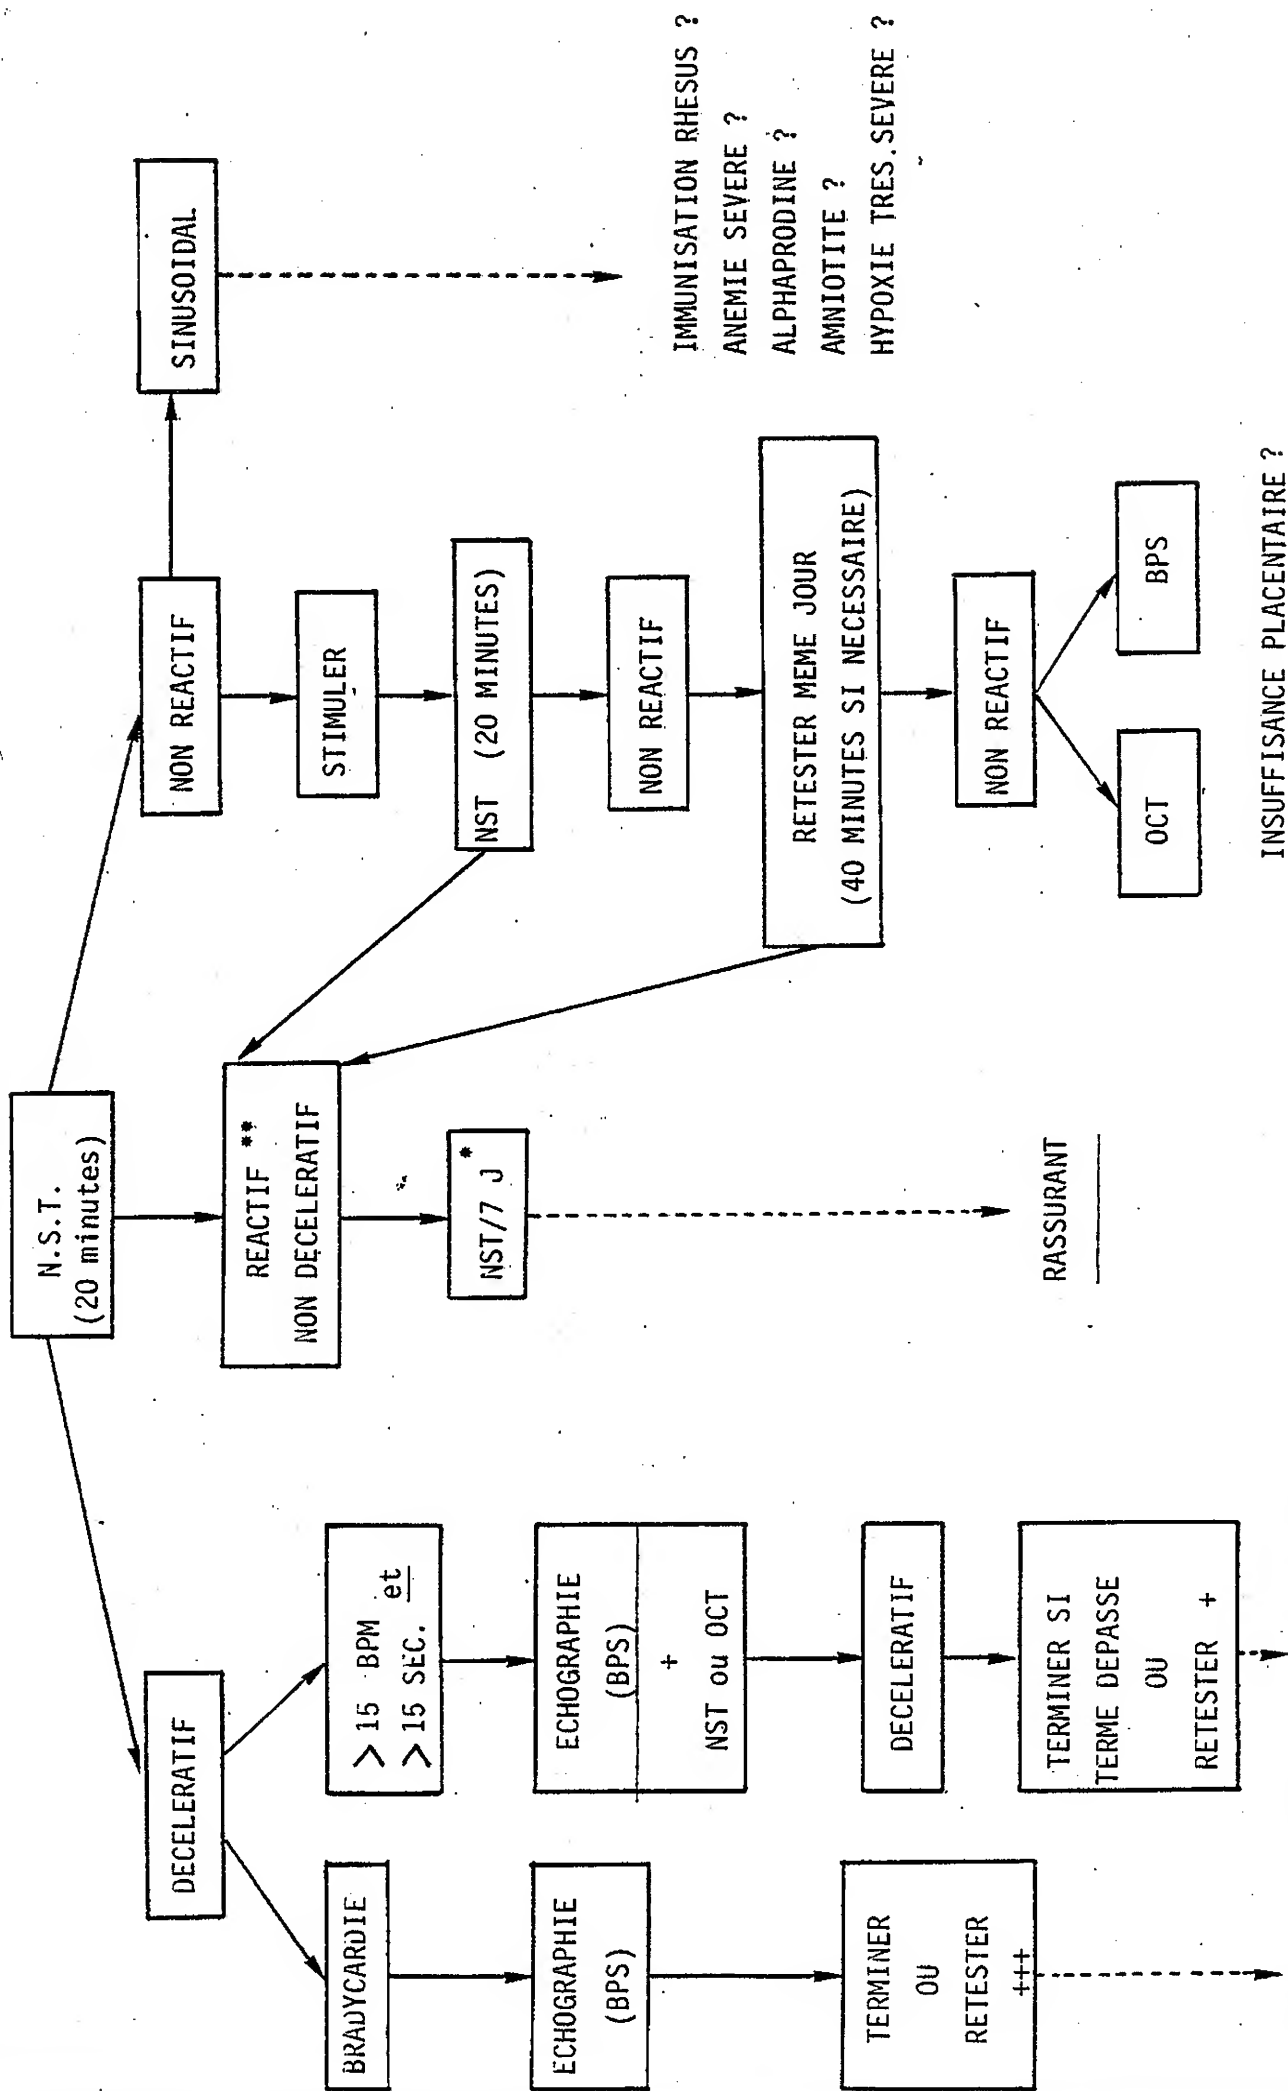 N.S.T.
(20 minutes)
DECELERATIF
BRADYCARDIE
ECHOGRAPHIE
(BPS)
TERMINER
OU
RETESTER
+++
> 15 BPM et
> 15 SEC.
ECHOGRAPHIE
(BPS)
+
NST ou OCT
DECELERATIF
TERMINER SI
TERME DEPASSE
OU
RETESTER +
REACTIF **
NON DECELERATIF
NST/7 J *
RASSURANT
NON REACTIF
STIMULER
NST (20 MINUTES)
NON REACTIF
RETESTER MEME JOUR
(40 MINUTES SI NECESSAIRE)
NON REACTIF
OCT
BPS
INSUFFISANCE PLACENTAIRE ?
SINUSOIDAL
IMMUNISATION RHESUS ?
ANEMIE SEVERE ?
ALPHAPRODINE ?
AMNIOTITE ?
HYPOXIE TRES.SEVERE ?